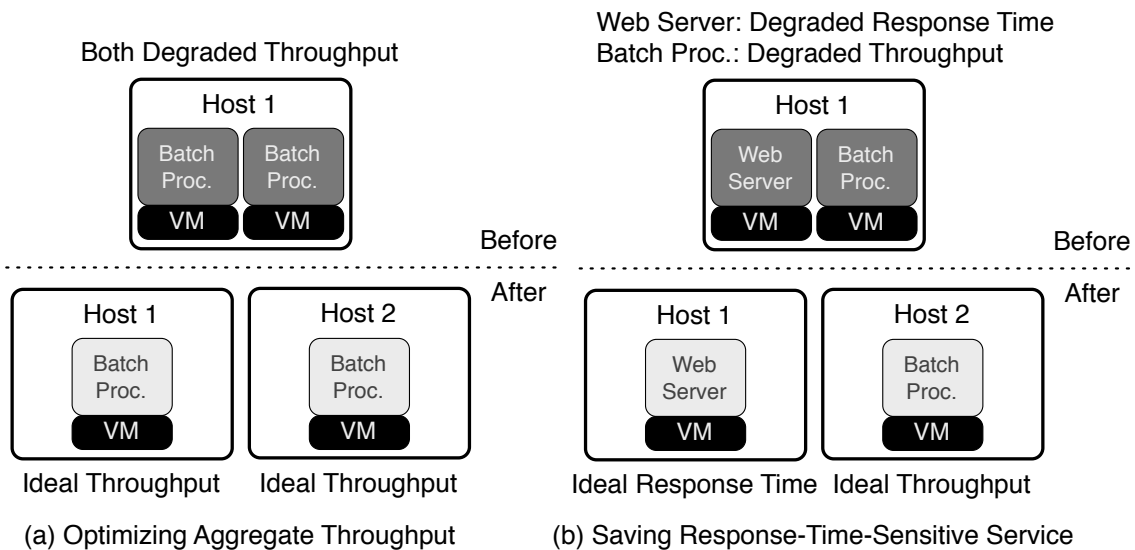 Both Degraded Throughput
Host 1
Batch Proc.
Batch Proc.
VM
VM
Before
After
Host 1
Host 2
Batch Proc.
Batch Proc.
VM
VM
Ideal Throughput
Ideal Throughput
(a) Optimizing Aggregate Throughput
Web Server: Degraded Response Time
Batch Proc.: Degraded Throughput
Host 1
Web Server
Batch Proc.
VM
VM
Before
After
Host 1
Host 2
Web Server
Batch Proc.
VM
VM
Ideal Response Time
Ideal Throughput
(b) Saving Response-Time-Sensitive Service